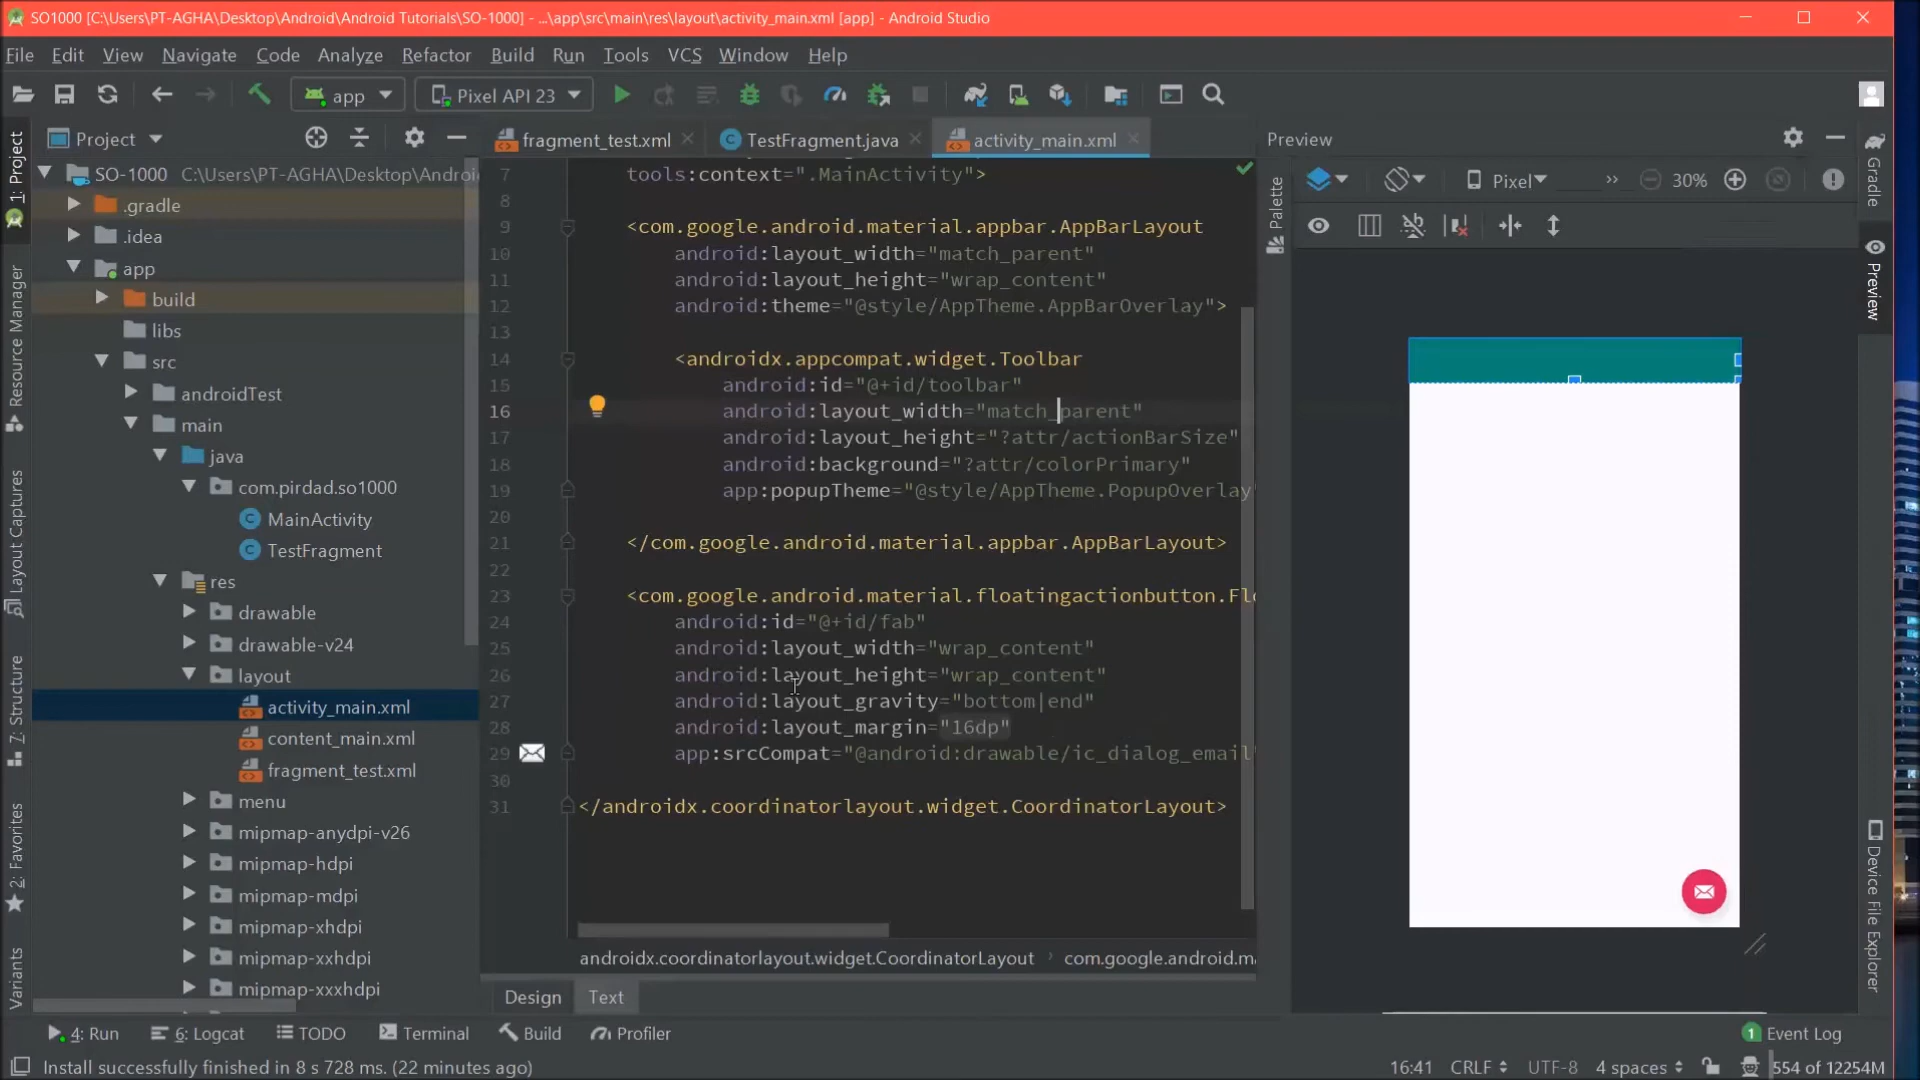 SO1000 [C:\Users\PT-AGHA\Desktop\Android\Android Tutorials\SO-1000] - ...\app\src\main\res\layout\activity_main.xml [app] - Android Studio
File Edit View Navigate Code Analyze Refactor Build Run Tools VCS Window Help
app Pixel API 23
Project
fragment_test.xml TestFragment.java activity_main.xml
Preview
1: Project
Resource Manager
Layout Captures
7: Structure
2: Favorites
Variants
SO-1000 C:\Users\PT-AGHA\Desktop\Androi
.gradle
.idea
app
build
libs
src
androidTest
main
java
com.pirdad.so1000
MainActivity
TestFragment
res
drawable
drawable-v24
layout
activity_main.xml
content_main.xml
fragment_test.xml
menu
mipmap-anydpi-v26
mipmap-hdpi
mipmap-mdpi
mipmap-xhdpi
mipmap-xxhdpi
mipmap-xxxhdpi
7 tools:context=".MainActivity">
8
9 <com.google.android.material.appbar.AppBarLayout
10 android:layout_width="match_parent"
11 android:layout_height="wrap_content"
12 android:theme="@style/AppTheme.AppBarOverlay">
13
14 <androidx.appcompat.widget.Toolbar
15 android:id="@+id/toolbar"
16 android:layout_width="match_parent"
17 android:layout_height="?attr/actionBarSize"
18 android:background="?attr/colorPrimary"
19 app:popupTheme="@style/AppTheme.PopupOverlay"
20
21 </com.google.android.material.appbar.AppBarLayout>
22
23 <com.google.android.material.floatingactionbutton.Flo
24 android:id="@+id/fab"
25 android:layout_width="wrap_content"
26 android:layout_height="wrap_content"
27 android:layout_gravity="bottom|end"
28 android:layout_margin="16dp"
29 app:srcCompat="@android:drawable/ic_dialog_email"
30
31 </androidx.coordinatorlayout.widget.CoordinatorLayout>
androidx.coordinatorlayout.widget.CoordinatorLayout › com.google.android.ma
Design Text
Palette
Pixel » 30%
Gradle
Preview
Device File Explorer
4: Run 6: Logcat TODO Terminal Build Profiler 1 Event Log
Install successfully finished in 8 s 728 ms. (22 minutes ago) 16:41 CRLF UTF-8 4 spaces 554 of 12254M